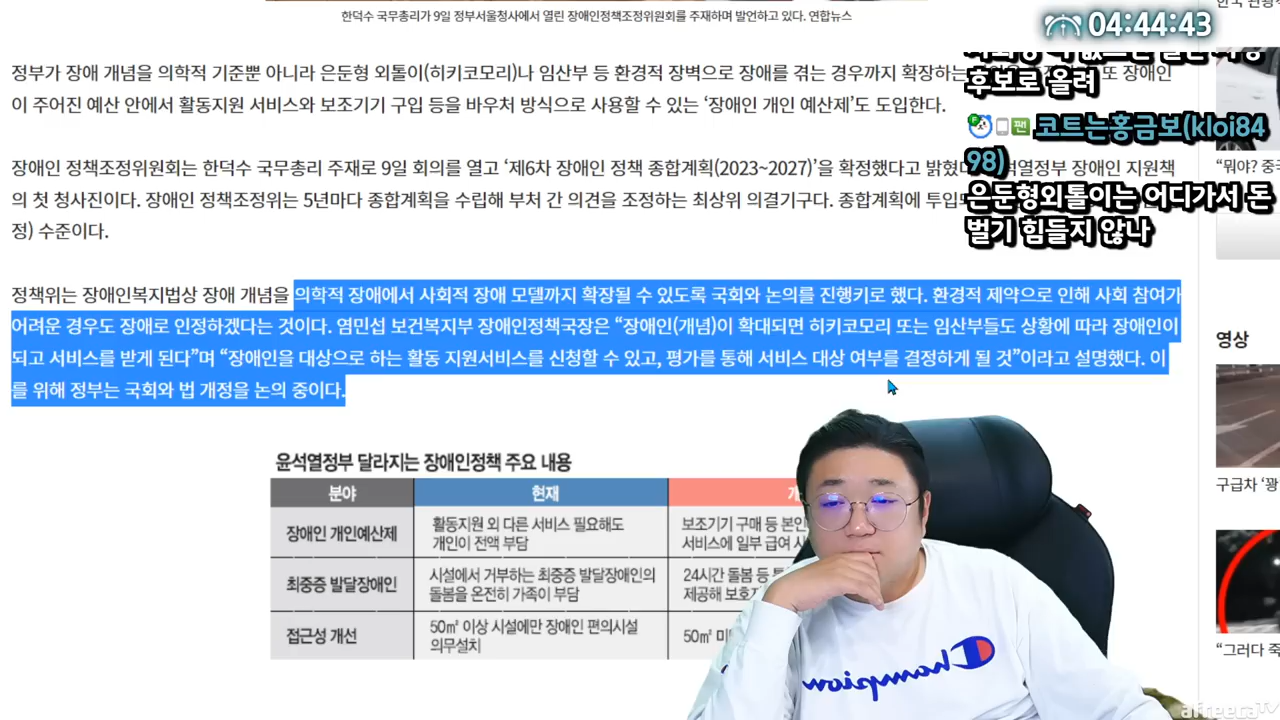 한덕수 국무총리가 9일 정부서울청사에서 열린 장애인정책조정위원회를 주재하며 발언하고 있다. 연합뉴스
04:44:43
정부가 장애 개념을 의학적 기준뿐 아니라 은둔형 외톨이(히키코모리)나 임산부 등 환경적 장벽으로 장애를 겪는 경우까지 확장하는 또 장애인
이 주어진 예산 안에서 활동지원 서비스와 보조기기 구입 등을 바우처 방식으로 사용할 수 있는 ‘장애인 개인 예산제’도 도입한다.
후보로 올려
코트는홍금보(kloi84
98)
은둔형외톨이는 어디가서 돈
벌기 힘들지 않나
장애인 정책조정위원회는 한덕수 국무총리 주재로 9일 회의를 열고 ‘제6차 장애인 정책 종합계획(2023~2027)’을 확정했다고 밝혔 석열정부 장애인 지원책
의 첫 청사진이다. 장애인 정책조정위는 5년마다 종합계획을 수립해 부처 간 의견을 조정하는 최상위 의결기구다. 종합계획에 투입
정) 수준이다.
정책위는 장애인복지법상 장애 개념을 의학적 장애에서 사회적 장애 모델까지 확장될 수 있도록 국회와 논의를 진행키로 했다. 환경적 제약으로 인해 사회 참여가
어려운 경우도 장애로 인정하겠다는 것이다. 염민섭 보건복지부 장애인정책국장은 “장애인(개념)이 확대되면 히키코모리 또는 임산부들도 상황에 따라 장애인이
되고 서비스를 받게 된다”며 “장애인을 대상으로 하는 활동 지원서비스를 신청할 수 있고, 평가를 통해 서비스 대상 여부를 결정하게 될 것”이라고 설명했다. 이
를 위해 정부는 국회와 법 개정을 논의 중이다.
윤석열정부 달라지는 장애인정책 주요 내용
분야 현재
장애인 개인예산제
활동지원 외 다른 서비스 필요해도
개인이 전액 부담
보조기기 구매 등 본인
서비스에 일부 급여
최중증 발달장애인
시설에서 거부하는 최중증 발달장애인의
돌봄을 온전히 가족이 부담
24시간 돌봄 등
제공해
접근성 개선
50㎡ 이상 시설에만 장애인 편의시설
의무설치
50㎡
“뭐야? 중
영상
구급차 ‘꽝
“그러다 죽
Champion
afreecaTV